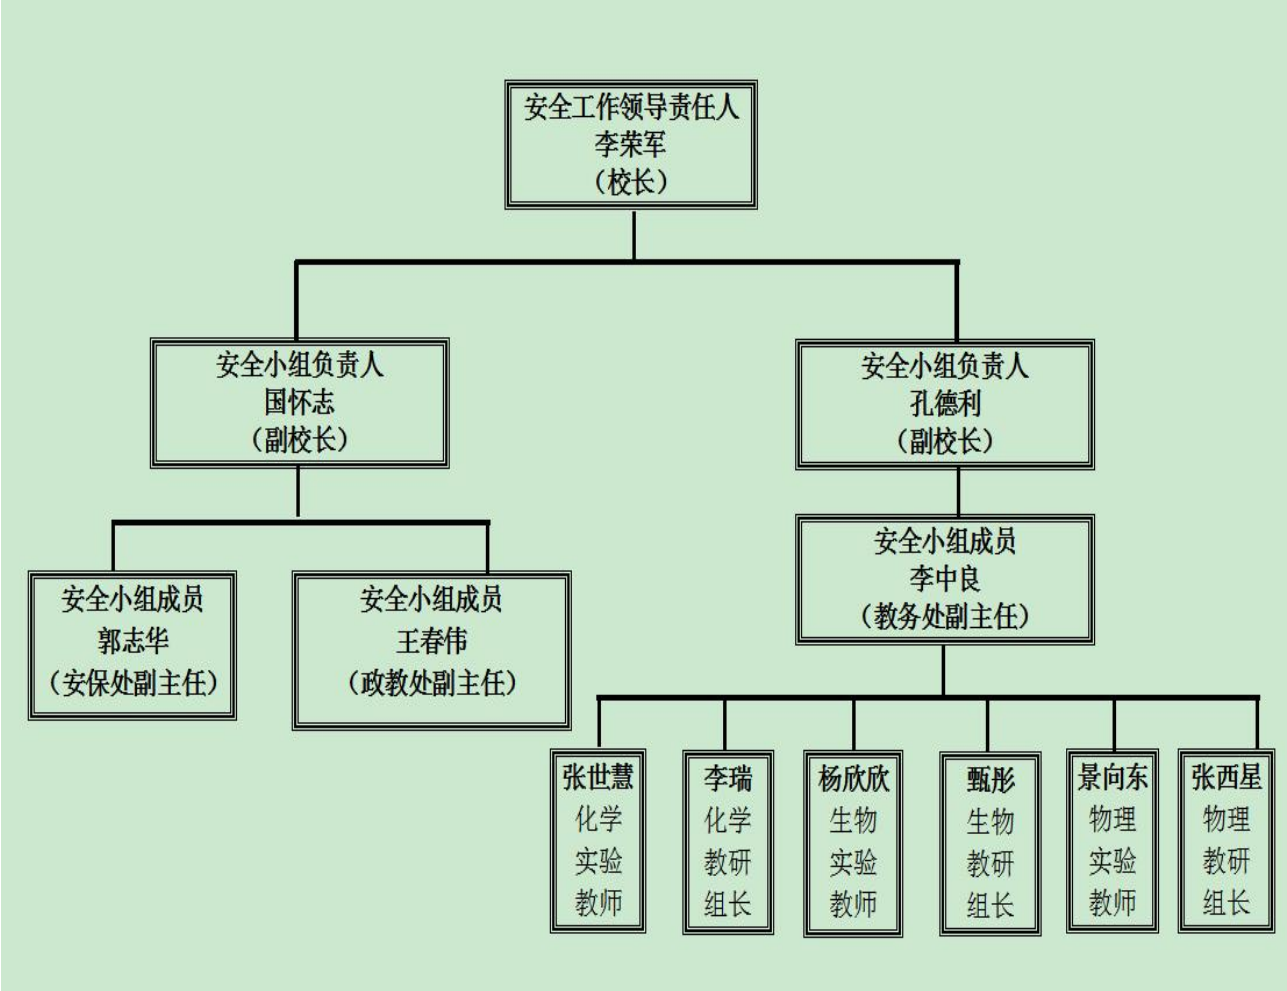 安全工作领导责任人
李荣军
（校长）
安全小组负责人
国怀志
（副校长）
安全小组负责人
孔德利
（副校长）
安全小组成员
李中良
（教务处副主任）
安全小组成员
郭志华
（安保处副主任）
安全小组成员
王春伟
（政教处副主任）
张世慧
化学
实验
教师
李瑞
化学
教研
组长
杨欣欣
生物
实验
教师
甄彤
生物
教研
组长
景向东
物理
实验
教师
张西星
物理
教研
组长